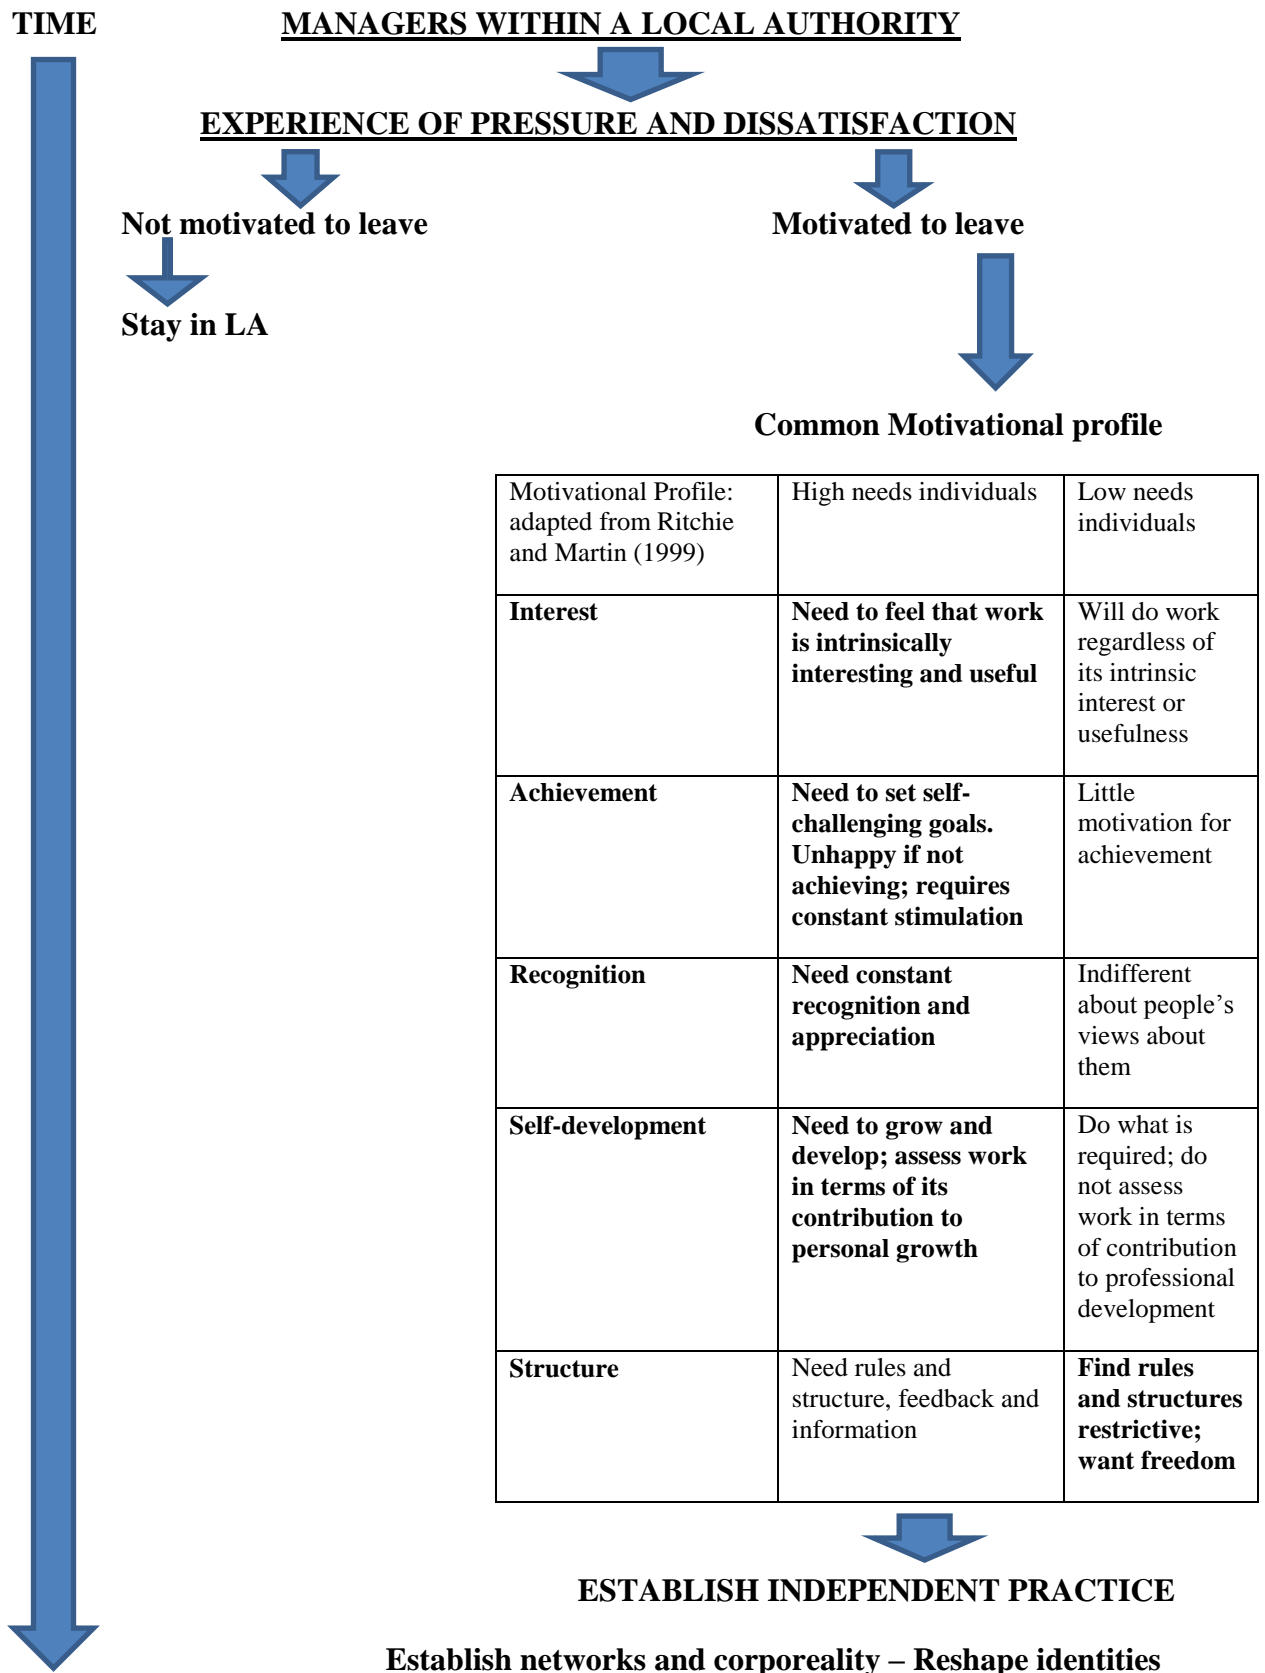 TIME
MANAGERS WITHIN A LOCAL AUTHORITY
EXPERIENCE OF PRESSURE AND DISSATISFACTION
Not motivated to leave
Motivated to leave
Stay in LA
Common Motivational profile
Motivational Profile:
adapted from Ritchie
and Martin (1999)
High needs individuals
Low needs
individuals
Interest
Need to feel that work
is intrinsically
interesting and useful
Will do work
regardless of
its intrinsic
interest or
usefulness
Achievement
Need to set self-
challenging goals.
Unhappy if not
achieving; requires
constant stimulation
Little
motivation for
achievement
Recognition
Need constant
recognition and
appreciation
Indifferent
about people’s
views about
them
Self-development
Need to grow and
develop; assess work
in terms of its
contribution to
personal growth
Do what is
required; do
not assess
work in terms
of contribution
to professional
development
Structure
Need rules and
structure, feedback and
information
Find rules
and structures
restrictive;
want freedom
ESTABLISH INDEPENDENT PRACTICE
Establish networks and corporeality – Reshape identities